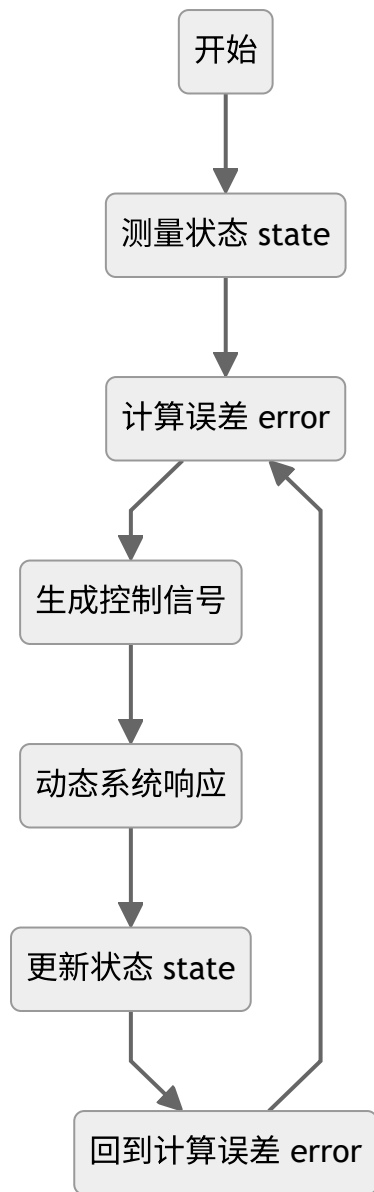 开始
测量状态 state
计算误差 error
生成控制信号
动态系统响应
更新状态 state
回到计算误差 error